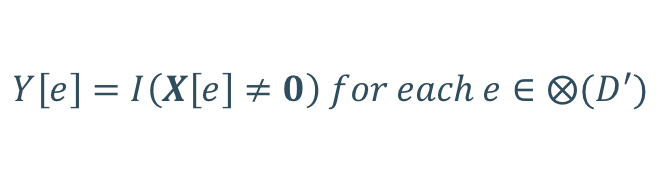 Y[e] = I(X[e] ≠ 0) for each e ∈ ⊗(D′)